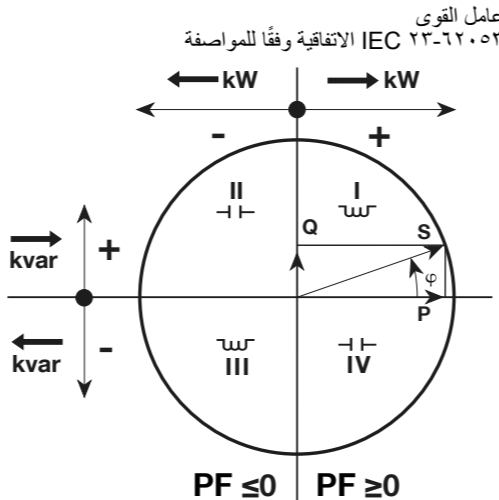 عامل القوى
الاتفاقية وفقًا للمواصفة IEC ٦٢٠٥٢-٢٣
kW kW
- +
II I
Q S
kvar +
φ
P
kvar -
III IV
PF ≤0 PF ≥0